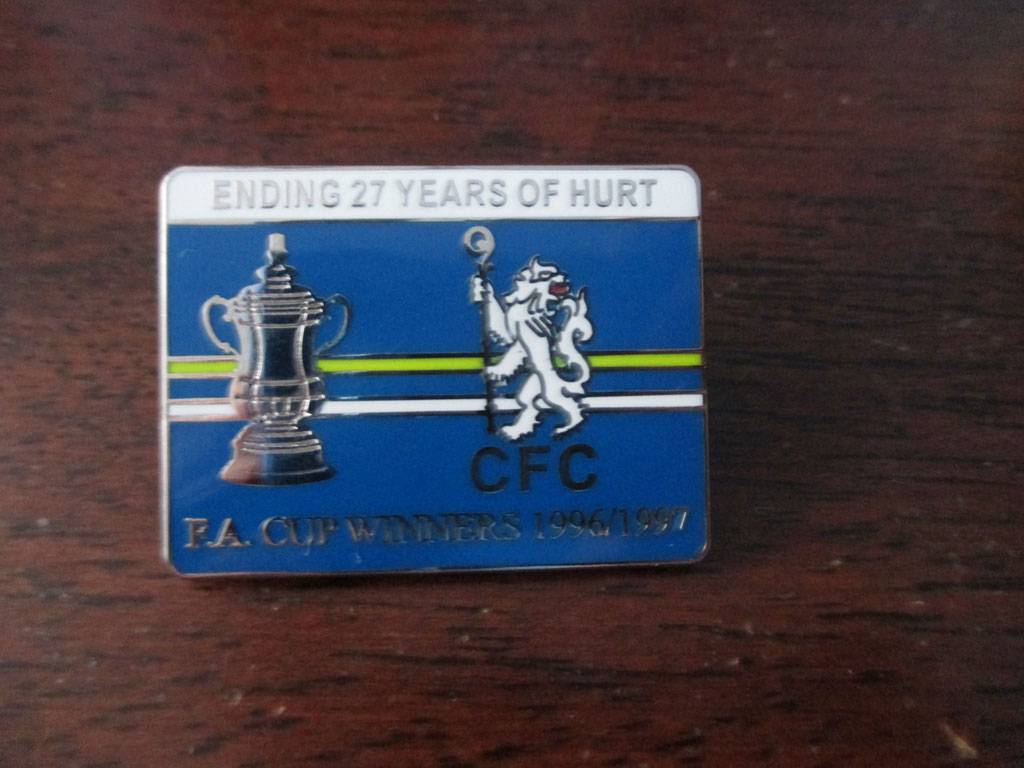 ENDING 27 YEARS OF HURT
CFC
F.A. CUP WINNERS 1996/1997